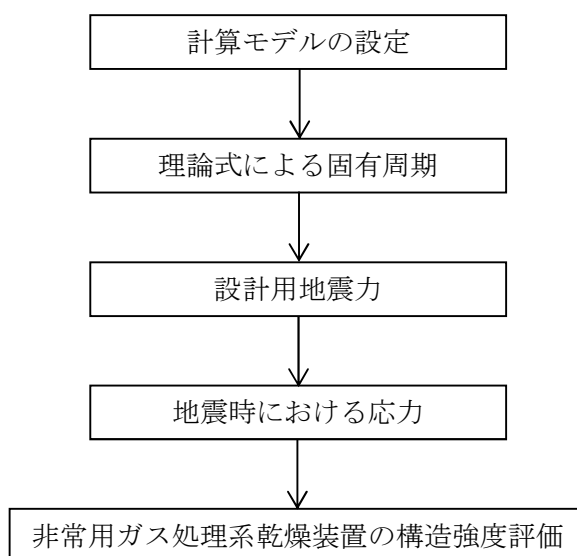 計算モデルの設定
理論式による固有周期
設計用地震力
地震時における応力
非常用ガス処理系乾燥装置の構造強度評価